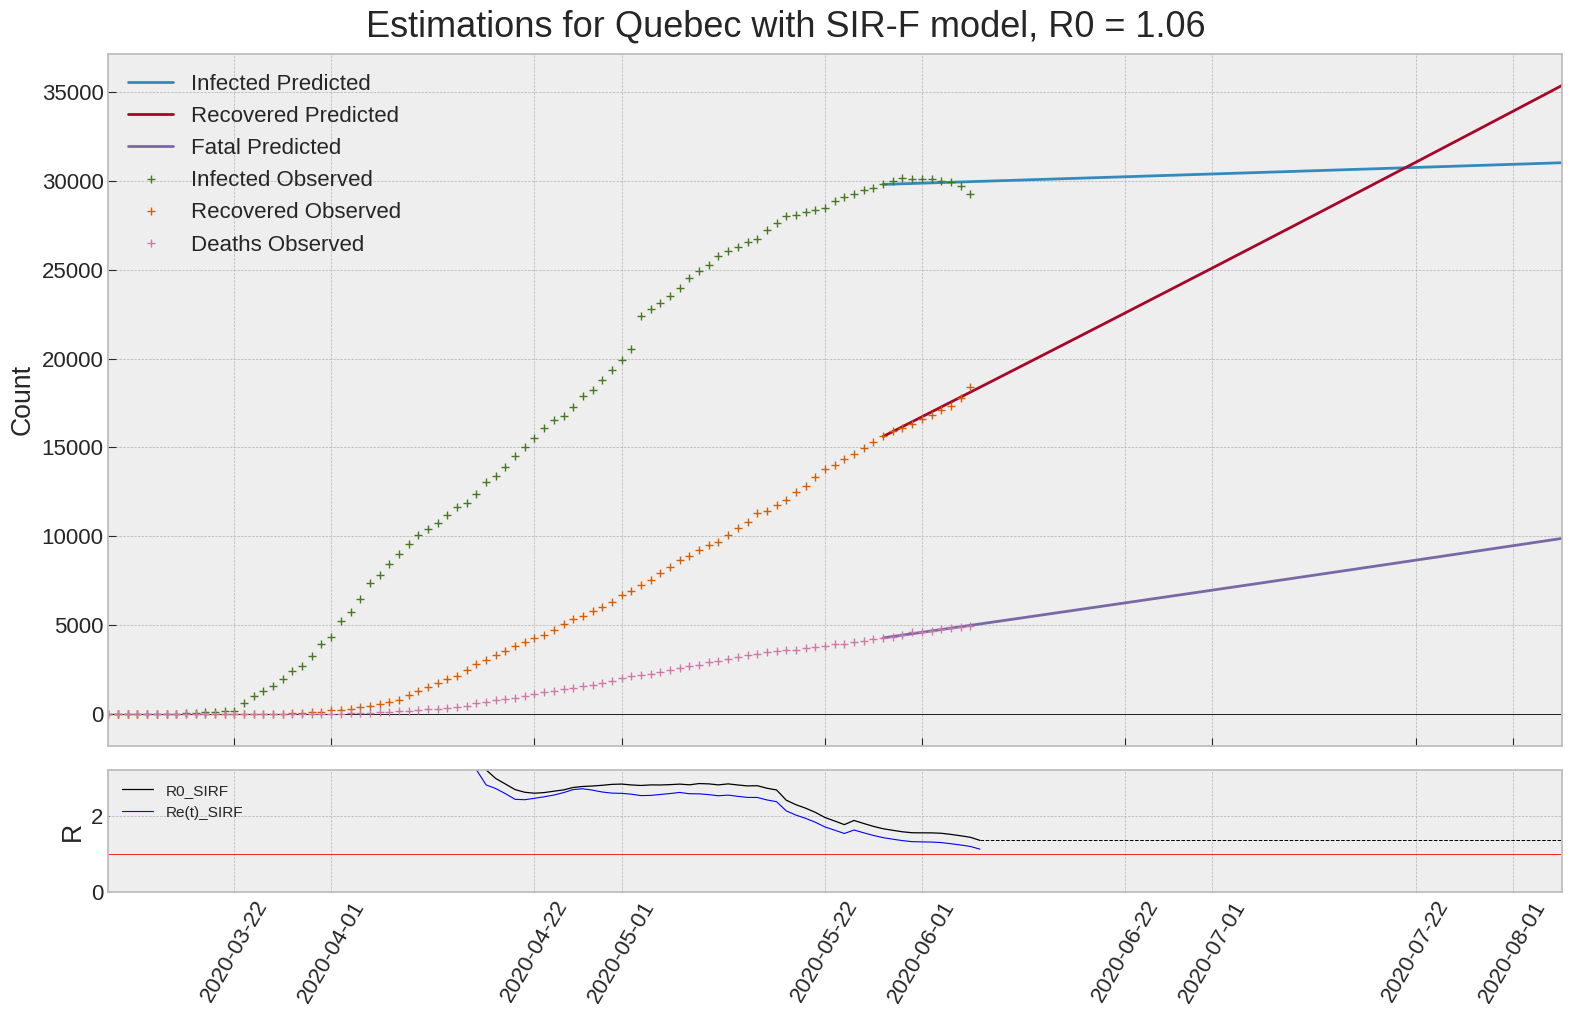 Estimations for Quebec with SIR-F model, R0 = 1.06
Infected Predicted
Recovered Predicted
Fatal Predicted
Infected Observed
Recovered Observed
Deaths Observed
Count
35000
30000
25000
20000
15000
10000
5000
0
R0_SIRF
Re(t)_SIRF
R
2
0
2020-03-22
2020-04-01
2020-04-22
2020-05-01
2020-05-22
2020-06-01
2020-06-22
2020-07-01
2020-07-22
2020-08-01